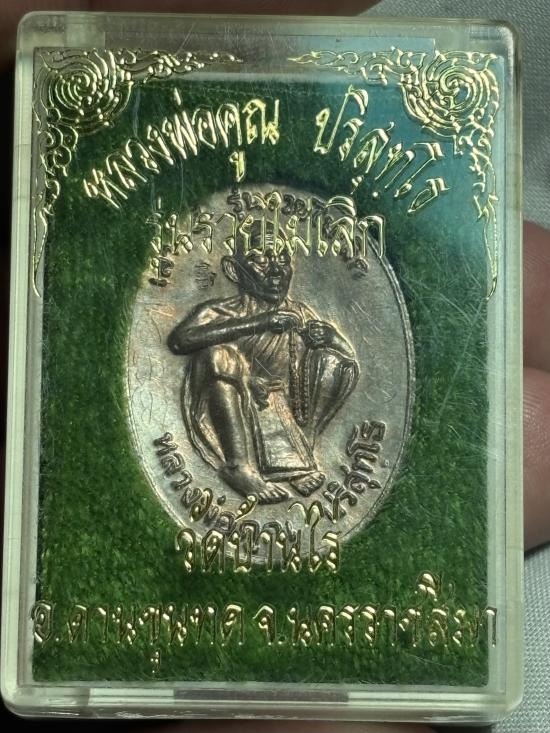 หลวงพ่อคูณ ปริสุทฺโธ
รุ่นรวยไม่เลิก
หลวงพ่อคูณ ปริสุทฺโธ
วัดบ้านไร่
อ.ด่านขุนทด จ.นครราชสีมา